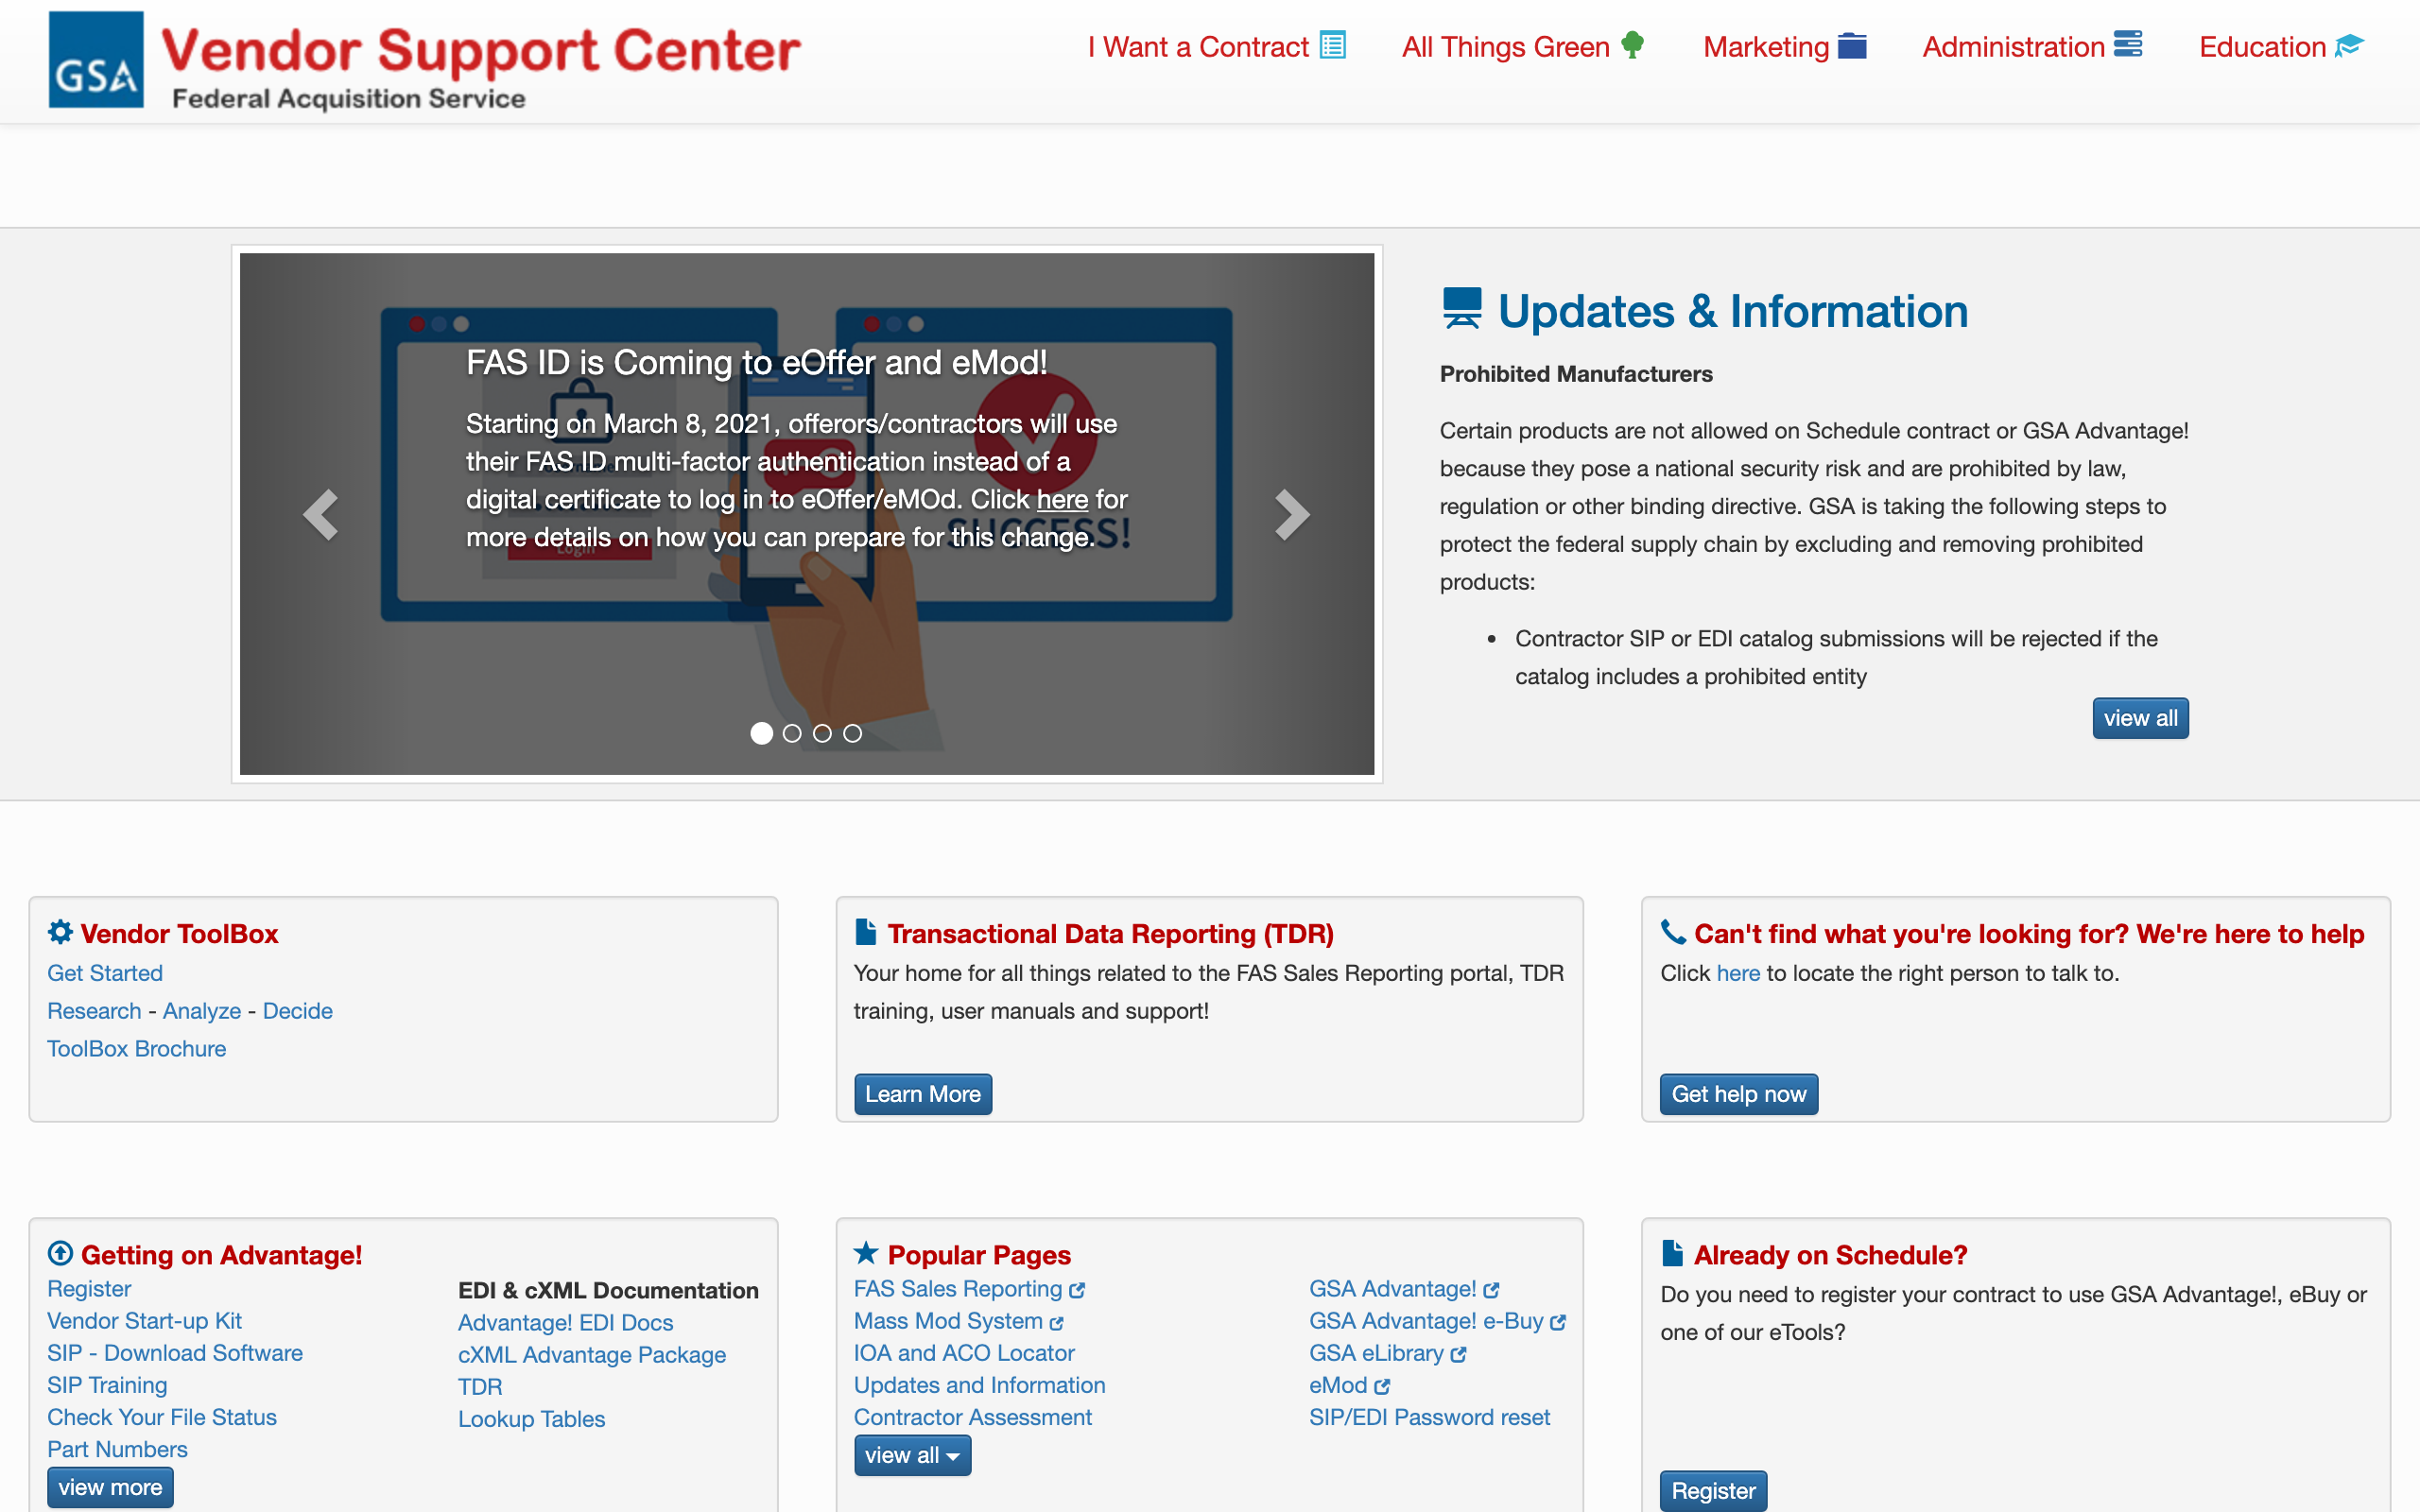 GSA
Vendor Support Center
Federal Acquisition Service
I Want a Contract
All Things Green
Marketing
Administration
Education
FAS ID is Coming to eOffer and eMod!
Starting on March 8, 2021, offerors/contractors will use
their FAS ID multi-factor authentication instead of a
digital certificate to log in to eOffer/eMOd. Click here for
more details on how you can prepare for this change.
Login
SUCCESS!
Updates & Information
Prohibited Manufacturers
Certain products are not allowed on Schedule contract or GSA Advantage!
because they pose a national security risk and are prohibited by law,
regulation or other binding directive. GSA is taking the following steps to
protect the federal supply chain by excluding and removing prohibited
products:
• Contractor SIP or EDI catalog submissions will be rejected if the
catalog includes a prohibited entity
view all
Vendor ToolBox
Get Started
Research - Analyze - Decide
ToolBox Brochure
Transactional Data Reporting (TDR)
Your home for all things related to the FAS Sales Reporting portal, TDR
training, user manuals and support!
Learn More
Can't find what you're looking for? We're here to help
Click here to locate the right person to talk to.
Get help now
Getting on Advantage!
Register
Vendor Start-up Kit
SIP - Download Software
SIP Training
Check Your File Status
Part Numbers
view more
EDI & cXML Documentation
Advantage! EDI Docs
cXML Advantage Package
TDR
Lookup Tables
Popular Pages
FAS Sales Reporting
Mass Mod System
IOA and ACO Locator
Updates and Information
Contractor Assessment
view all
GSA Advantage!
GSA Advantage! e-Buy
GSA eLibrary
eMod
SIP/EDI Password reset
Already on Schedule?
Do you need to register your contract to use GSA Advantage!, eBuy or
one of our eTools?
Register